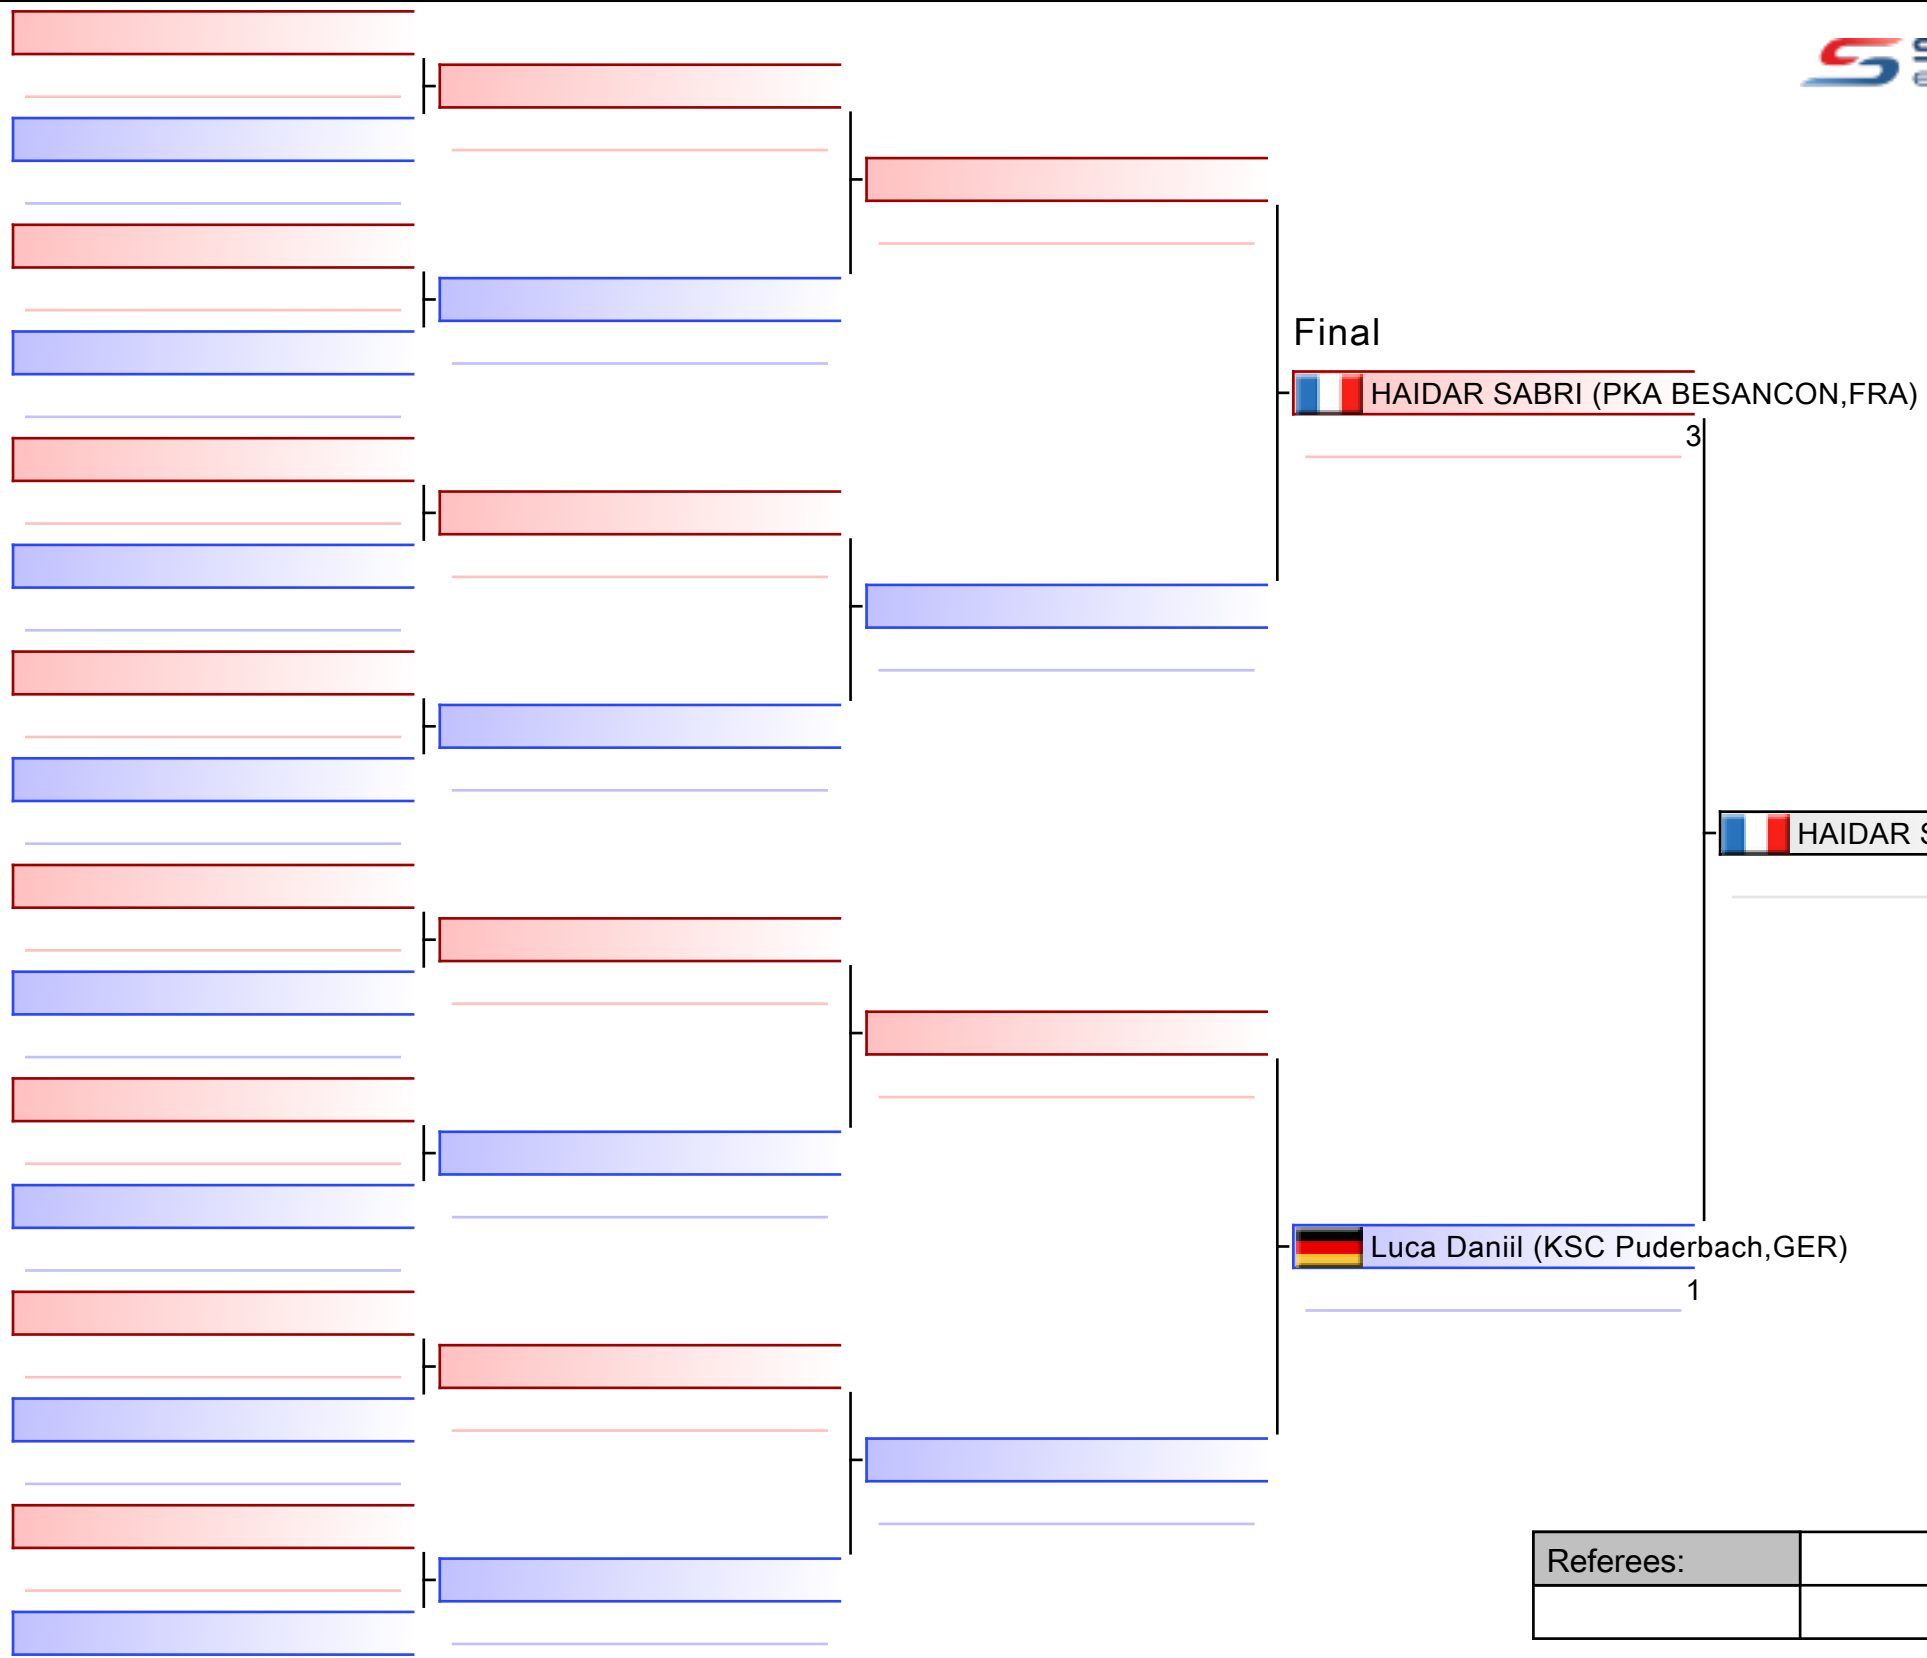 Final
HAIDAR SABRI (PKA BESANCON,FRA)
3
HAIDAR
Luca Daniil (KSC Puderbach,GER)
1
Referees: